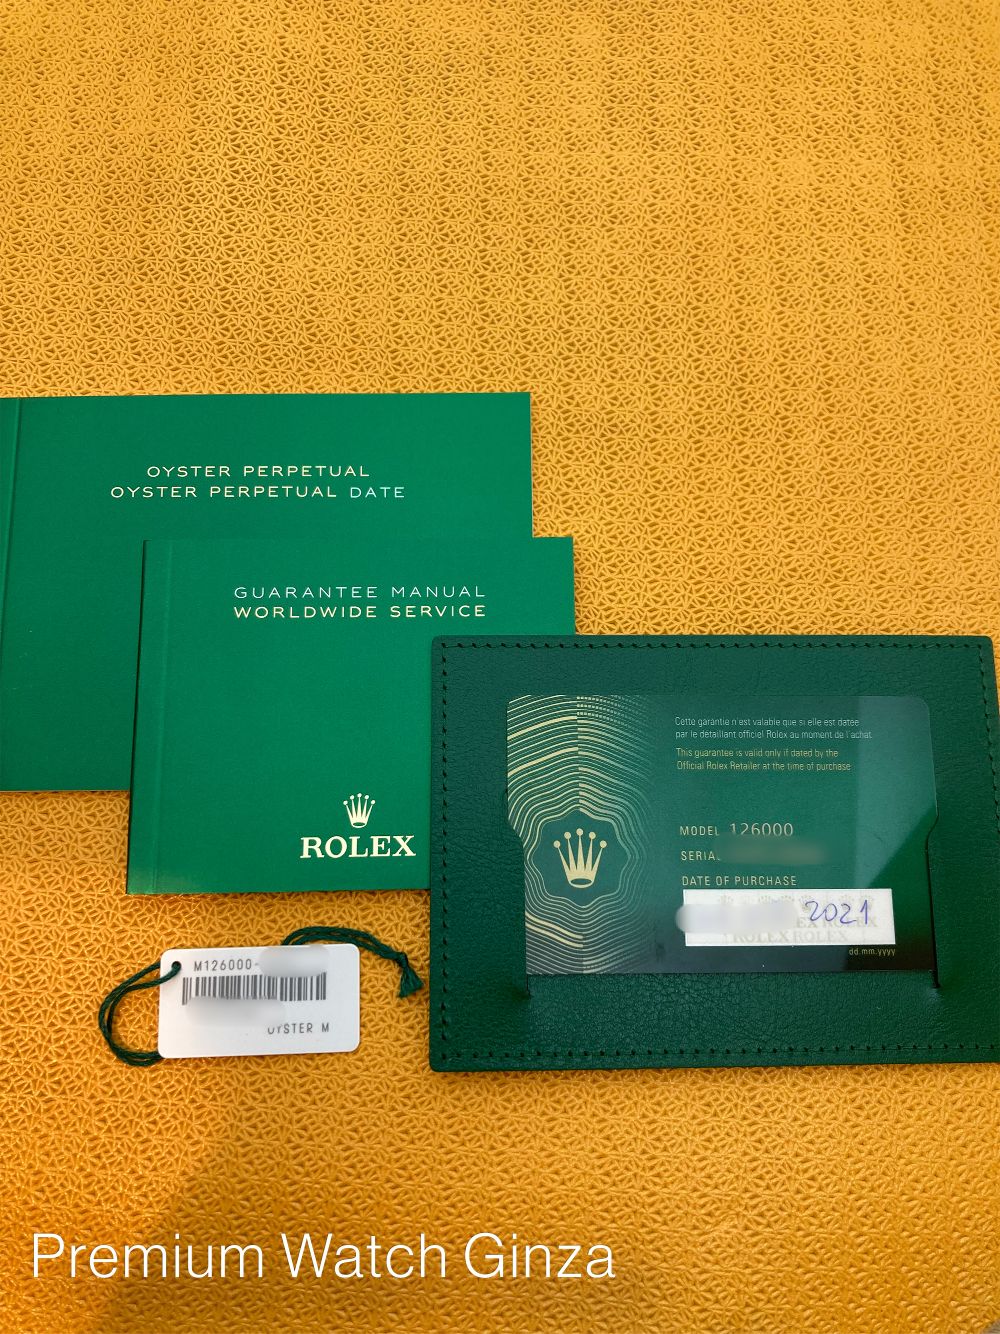 OYSTER PERPETUAL
OYSTER PERPETUAL DATE
GUARANTEE MANUAL
WORLDWIDE SERVICE
ROLEX
Cette garantie n'est valable que si elle est datée
par le détaillant officiel Rolex au moment de l'achat.
This guarantee is valid only if dated by the
Official Rolex Retailer at the time of purchase
MODEL 126000
DATE OF PURCHASE
2021
ROLEX
ROLEX ROLEX
dd.mm.yyyy
M126000-
OYSTER M
Premium Watch Ginza